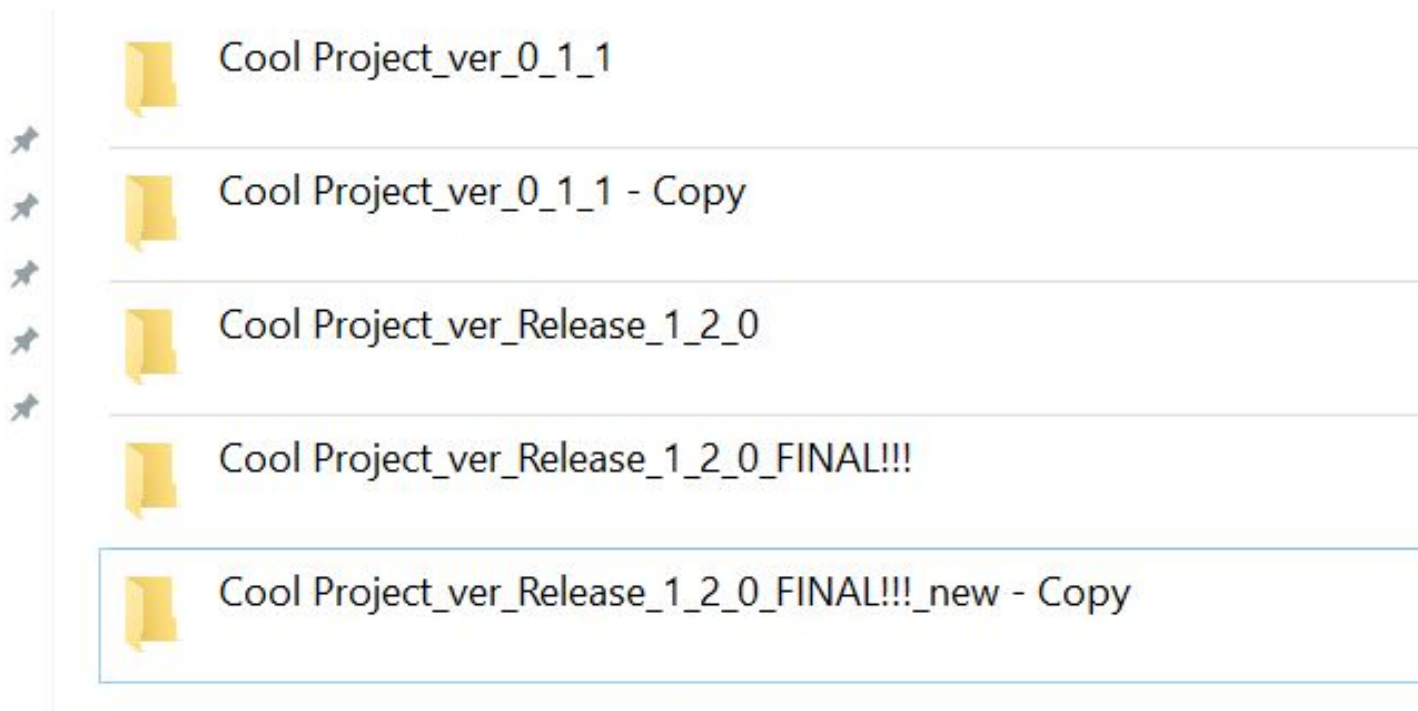 Cool Project_ver_0_1_1
Cool Project_ver_0_1_1 - Copy
Cool Project_ver_Release_1_2_0
Cool Project_ver_Release_1_2_0_FINAL!!!
Cool Project_ver_Release_1_2_0_FINAL!!!_new - Copy